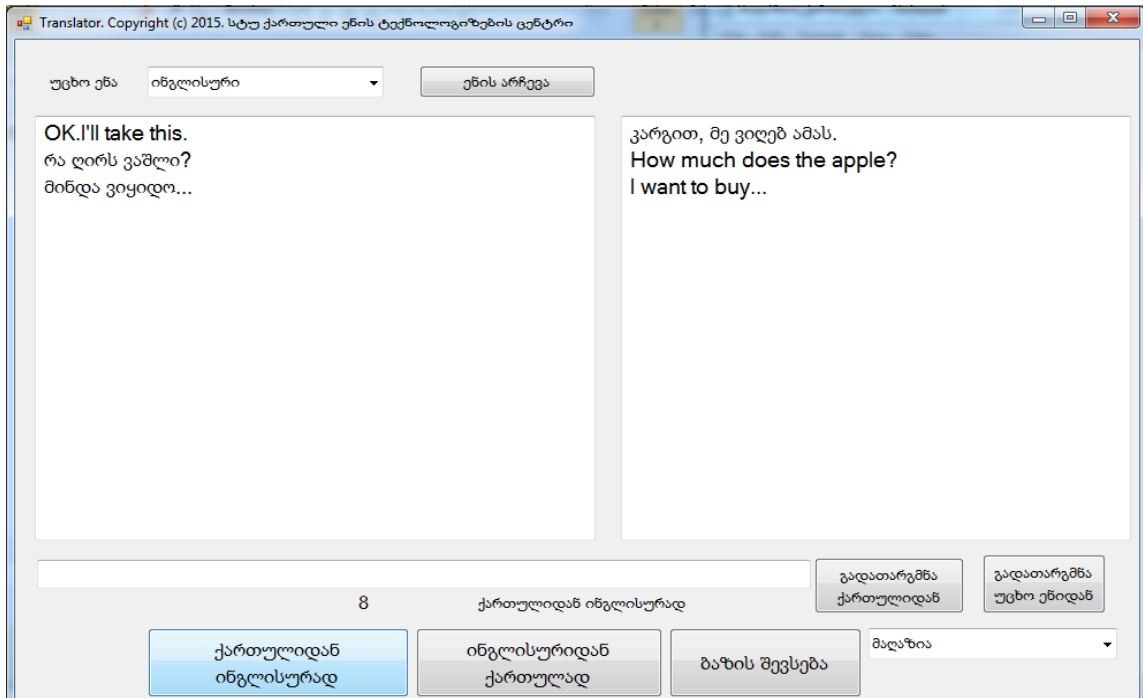 Translator. Copyright (c) 2015. სტუ ქართული ენის ტექნოლოგიზების ცენტრი
უცხო ენა
ინგლისური
ენის არჩევა
OK.I'll take this.
რა ღირს ვაშლი?
მინდა ვიყიდო...
კარგით, მე ვიღებ ამას.
How much does the apple?
I want to buy...
გადათარგმნა
ქართულიდან
გადათარგმნა
უცხო ენიდან
8
ქართულიდან ინგლისურად
ქართულიდან
ინგლისურად
ინგლისურიდან
ქართულად
ბაზის შევსება
მაღაზია